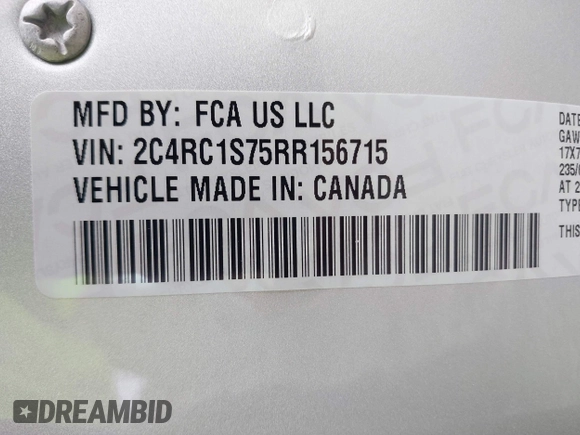 MFD BY: FCA US LLC
VIN: 2C4RC1S75RR156715
VEHICLE MADE IN: CANADA
DATE
GAW
17X7
235/6
AT 2
TYPE
THIS
DREAMBID